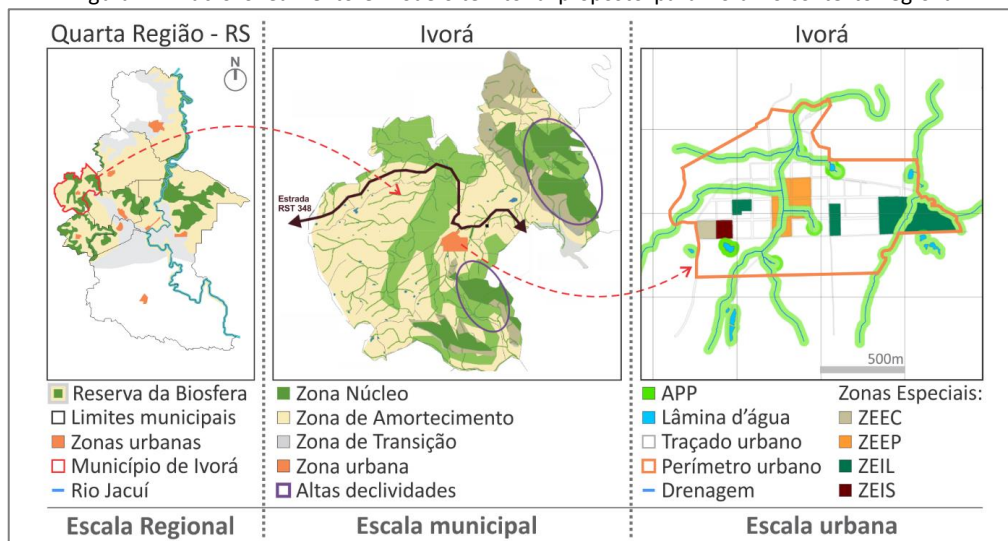 Quarta Região - RS
N
Reserva da Biosfera
Limites municipais
Zonas urbanas
Município de Ivorá
Rio Jacuí
Escala Regional
Ivorá
Estrada
RST 348
Zona Núcleo
Zona de Amortecimento
Zona de Transição
Zona urbana
Altas declividades
Escala municipal
Ivorá
500m
APP
Lâmina d'água
Traçado urbano
Perímetro urbano
Drenagem
Zonas Especiais:
ZEEC
ZEEP
ZEIL
ZEIS
Escala urbana